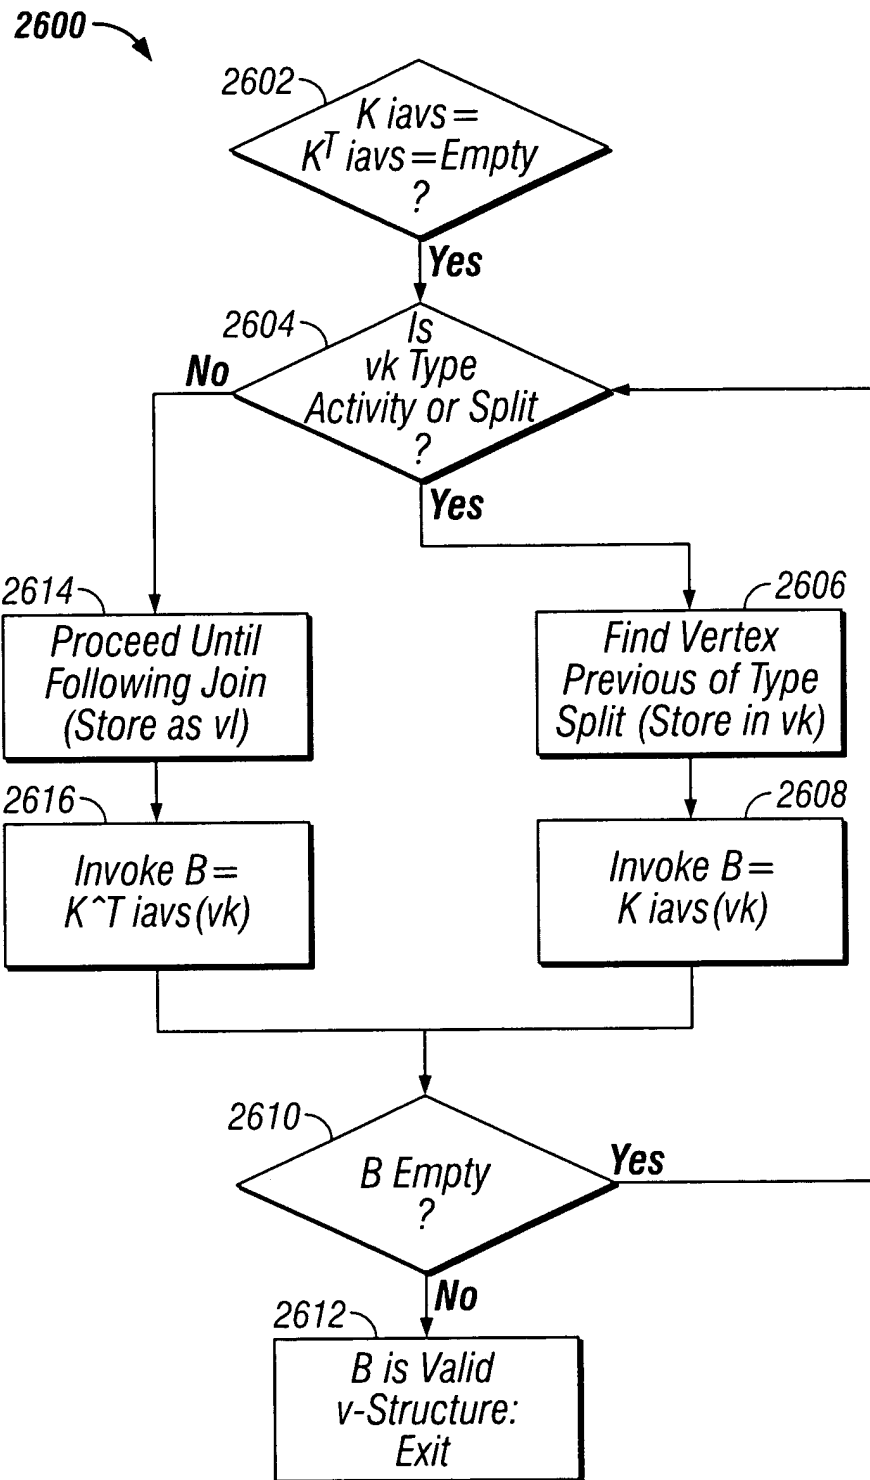 2600
2602
K iavs =
K^T iavs = Empty
?
Yes
2604
Is
vk Type
Activity or Split
?
No
Yes
2614
Proceed Until
Following Join
(Store as vl)
2606
Find Vertex
Previous of Type
Split (Store in vk)
2616
Invoke B =
K^T iavs(vk)
2608
Invoke B =
K iavs(vk)
2610
B Empty
?
Yes
No
2612
B is Valid
v-Structure:
Exit